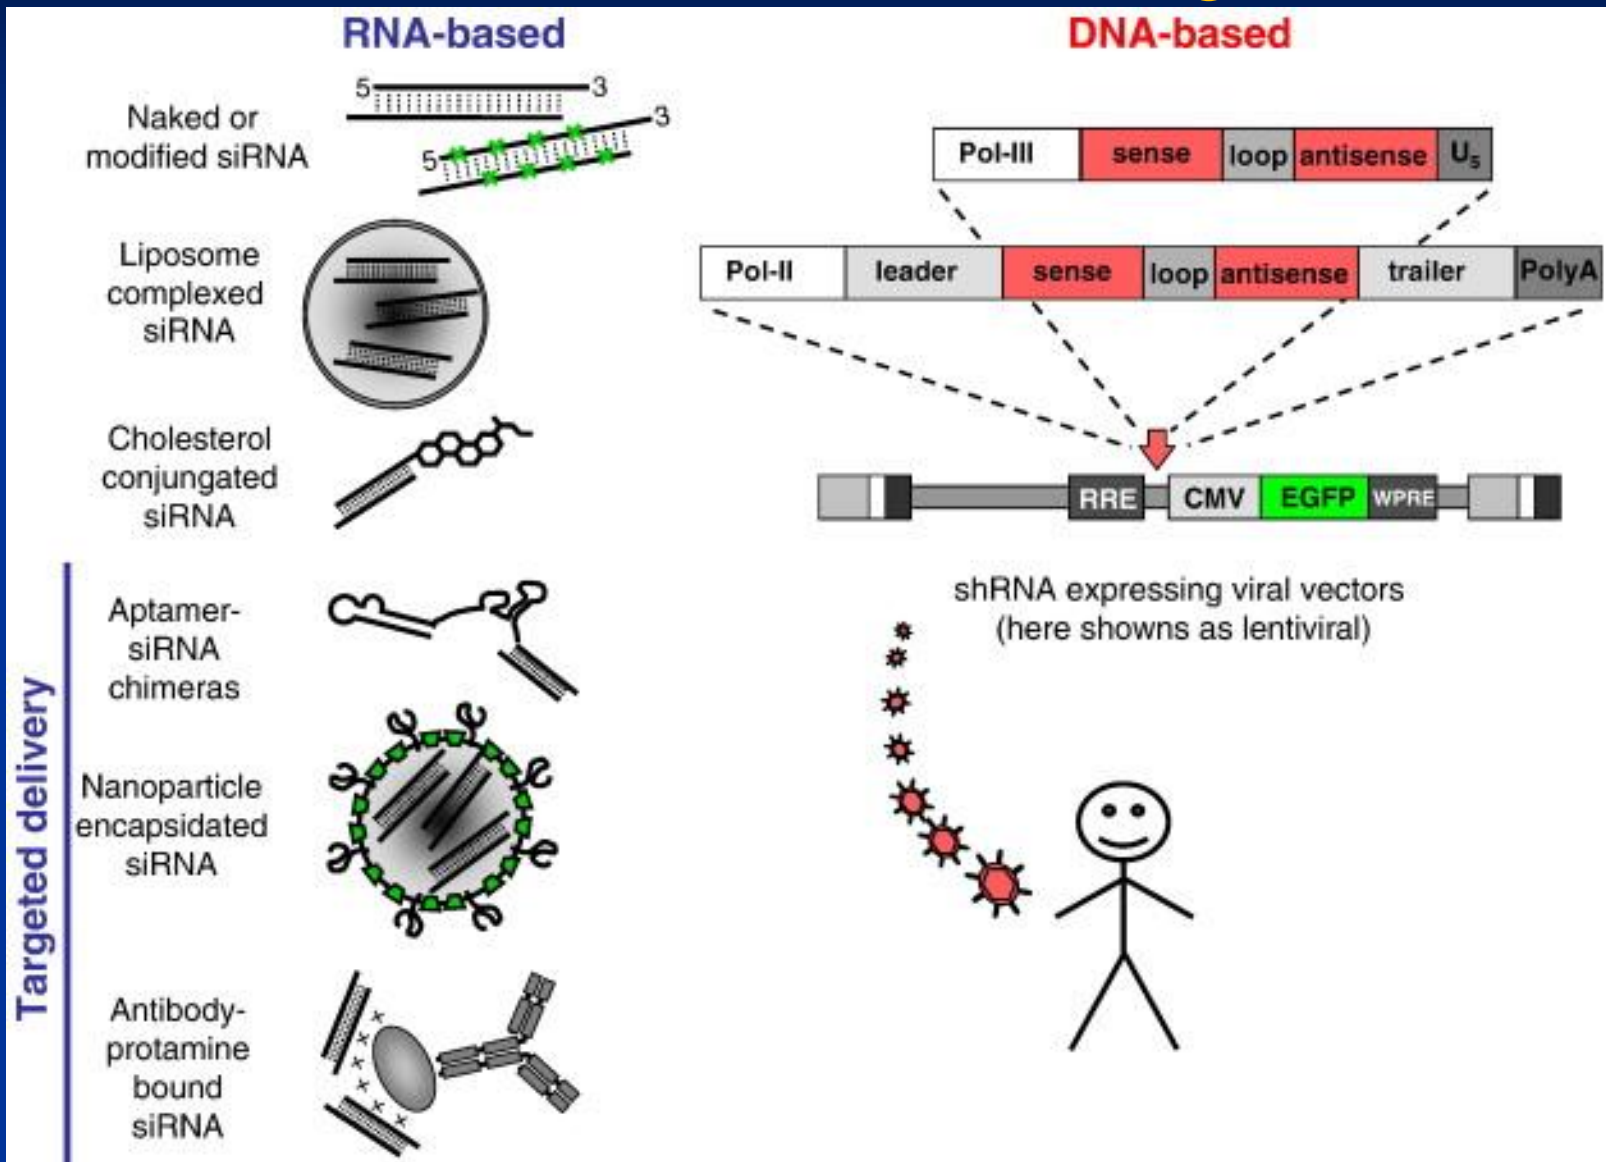 RNA-based
Naked or
modified siRNA
5
3
5
3
Liposome
complexed
siRNA
Cholesterol
conjungated
siRNA
Targeted delivery
Aptamer-
siRNA
chimeras
Nanoparticle
encapsidated
siRNA
Antibody-
protamine
bound
siRNA
DNA-based
Pol-III sense loop antisense U5
Pol-II leader sense loop antisense trailer PolyA
RRE CMV EGFP WPRE
shRNA expressing viral vectors
(here showns as lentiviral)